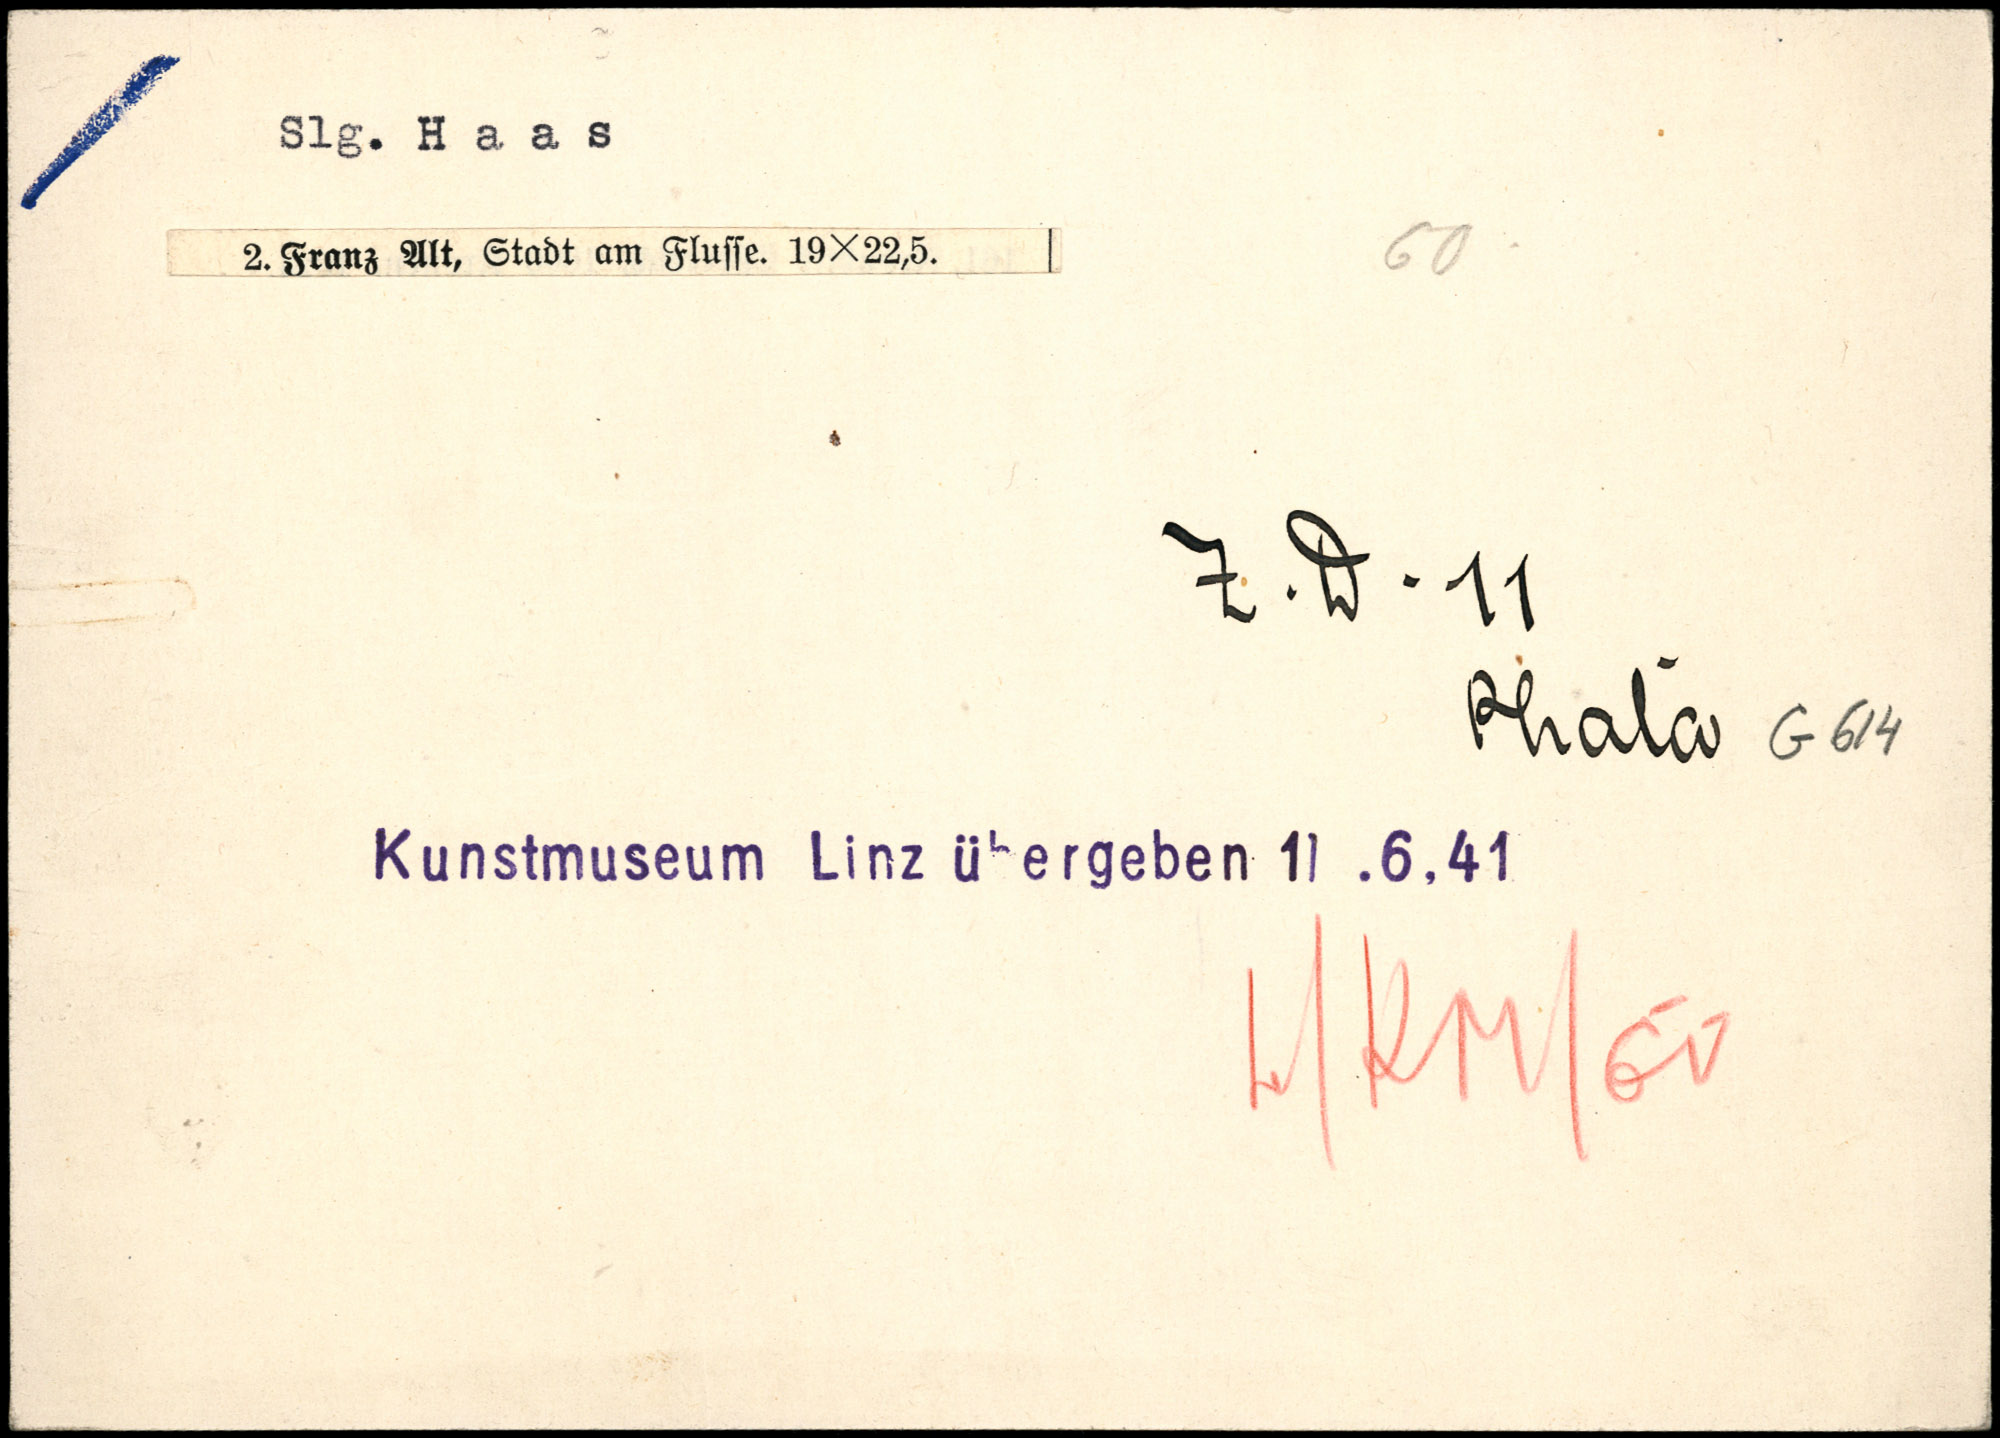 Slg. H a a s
2. Franz Alt, Stadt am Flusse. 19×22,5.
60
Z.D.11
G 614
Kunstmuseum Linz übergeben 11.6.41